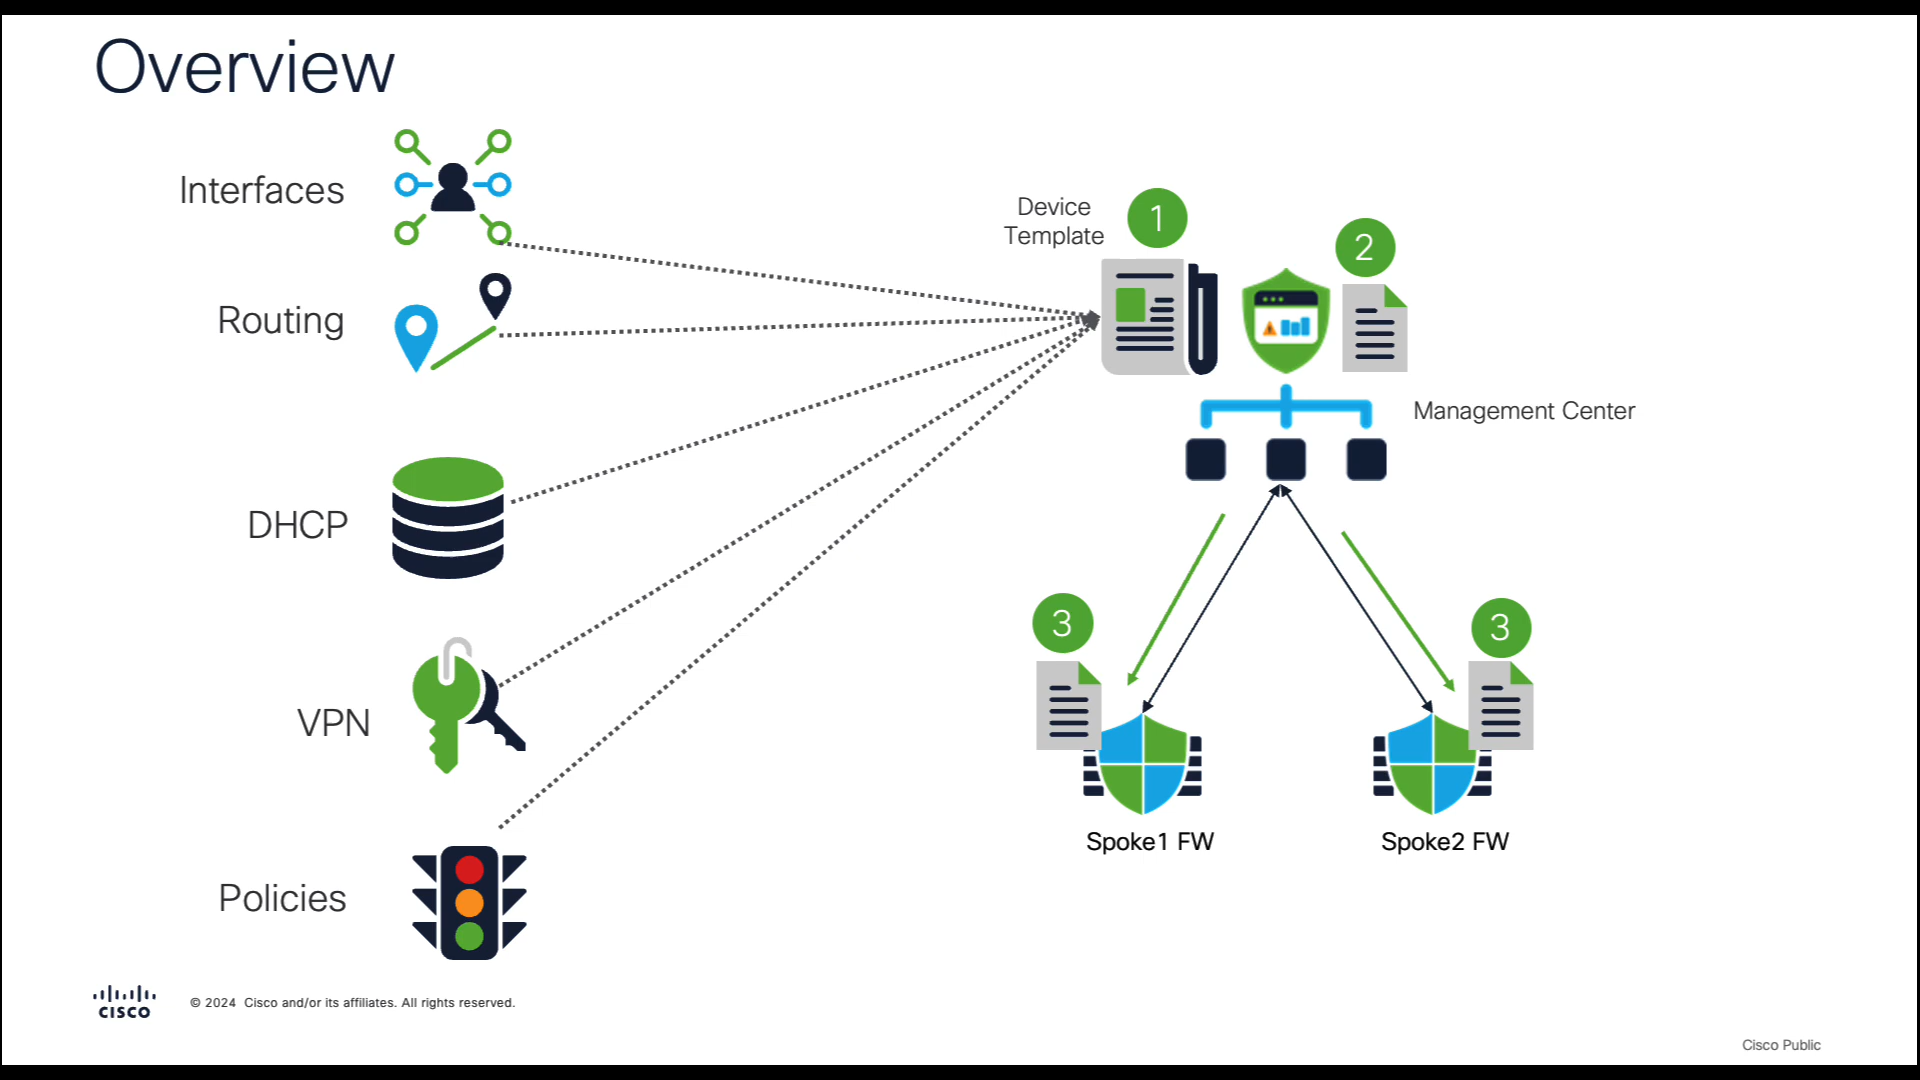 Overview
Interfaces
Routing
DHCP
VPN
Policies
Device
Template
1
2
Management Center
3
3
Spoke1 FW
Spoke2 FW
CISCO
© 2024 Cisco and/or its affiliates. All rights reserved.
Cisco Public